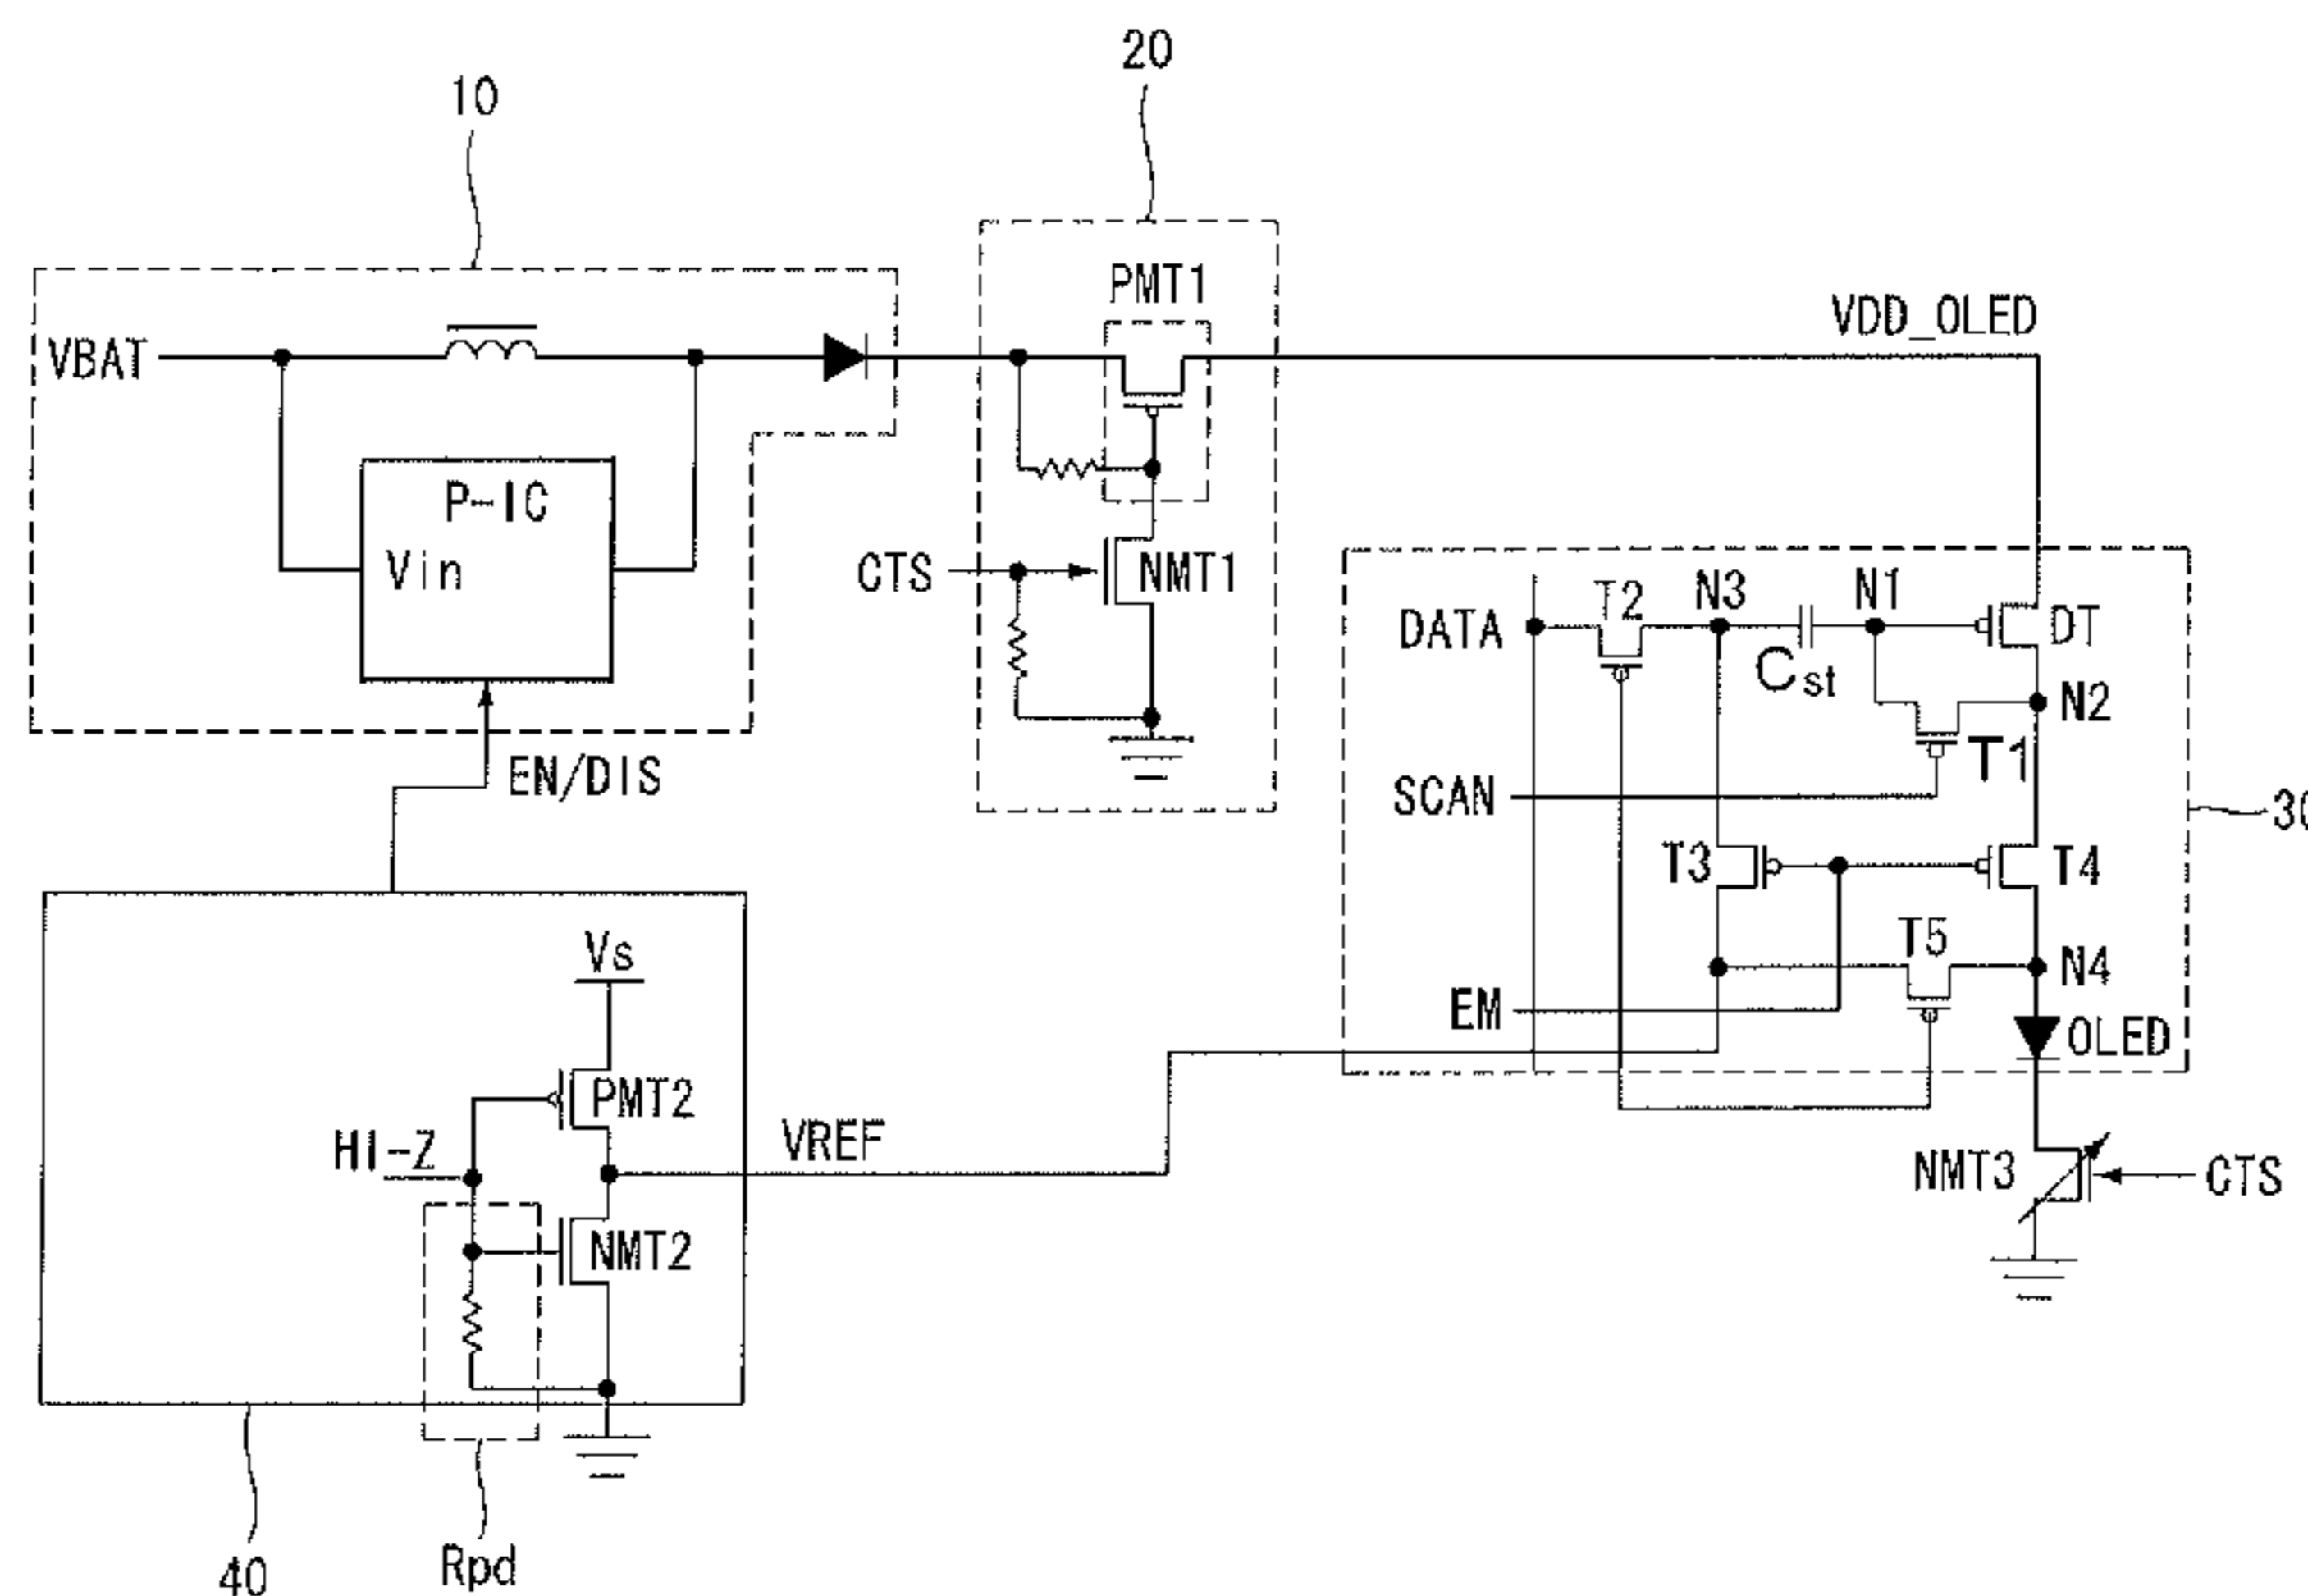 20
10
PMT1
VDD_OLED
VBAT
P-IC
Vin
CTS
NMT1
T2
N3
N1
DATA
DT
Cst
N2
T1
EN/DIS
SCAN
T3
T4
Vs
T5
N4
EM
OLED
PMT2
HI-Z
VREF
NMT3
CTS
NMT2
40
Rpd